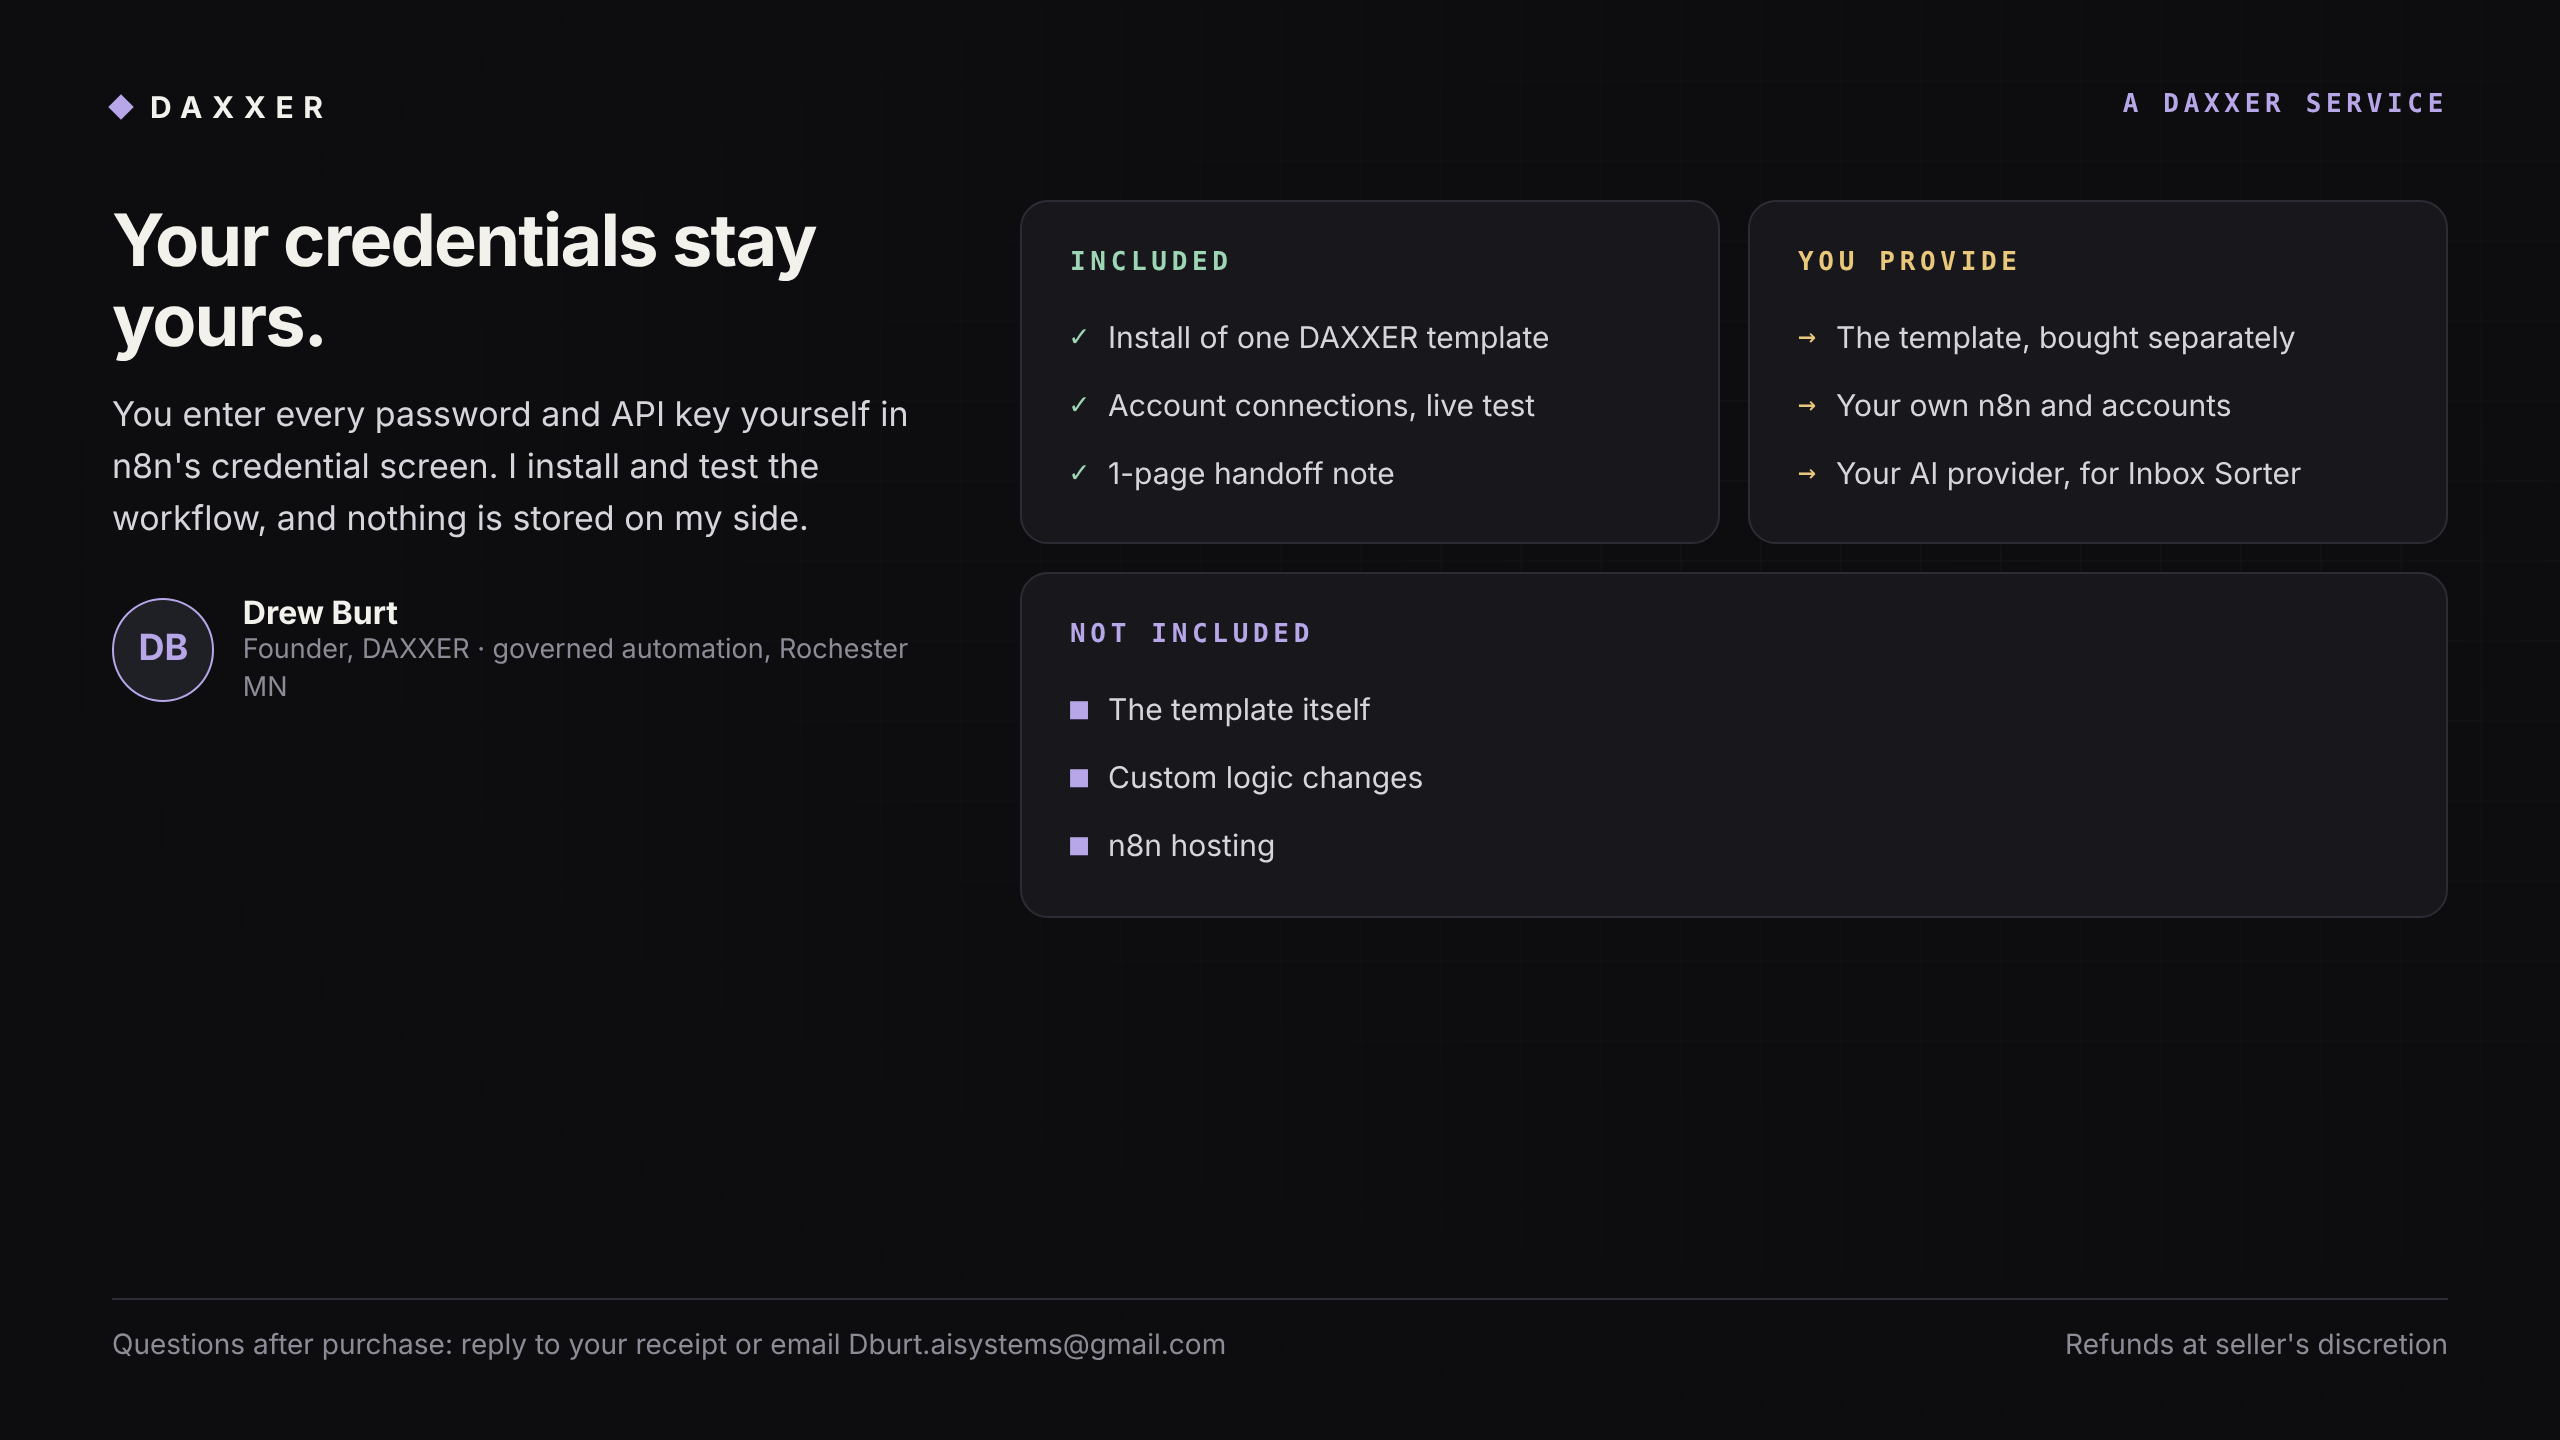 DAXXER
A DAXXER SERVICE
Your credentials stay
yours.
You enter every password and API key yourself in
n8n's credential screen. I install and test the
workflow, and nothing is stored on my side.
DB
Drew Burt
Founder, DAXXER · governed automation, Rochester
MN
INCLUDED
✓ Install of one DAXXER template
✓ Account connections, live test
✓ 1-page handoff note
YOU PROVIDE
→ The template, bought separately
→ Your own n8n and accounts
→ Your AI provider, for Inbox Sorter
NOT INCLUDED
■ The template itself
■ Custom logic changes
■ n8n hosting
Questions after purchase: reply to your receipt or email Dburt.aisystems@gmail.com
Refunds at seller's discretion